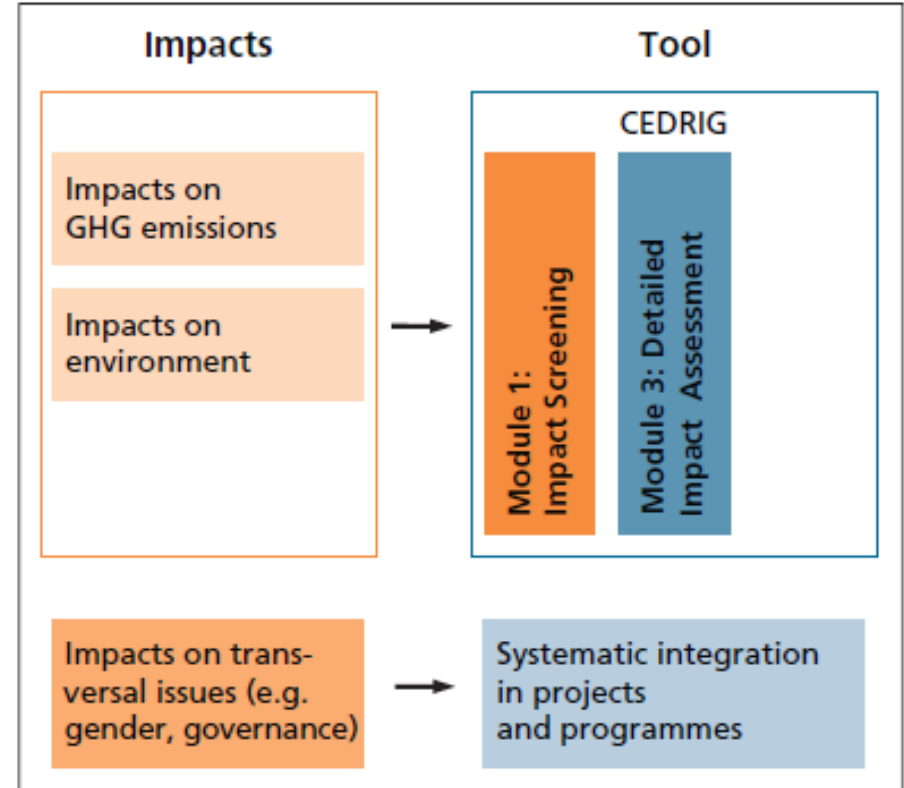 Impacts
Tool
Impacts on
GHG emissions
Impacts on
environment
CEDRIG
Module 1:
Impact Screening
Module 3: Detailed
Impact Assessment
Impacts on trans-
versal issues (e.g.
gender, governance)
Systematic integration
in projects
and programmes